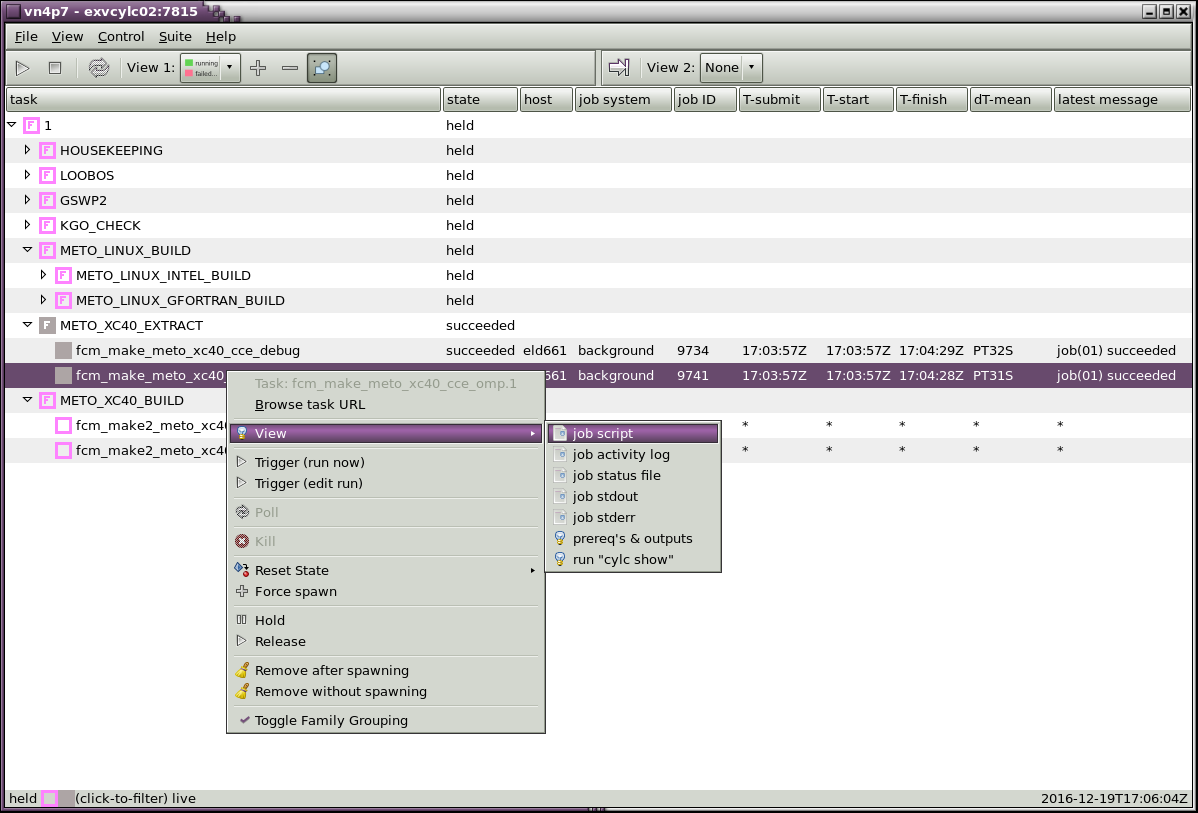 vn4p7 - exvcylc02:7815
File View Control Suite Help
View 1: running failed... View 2: None
task state host job system job ID T-submit T-start T-finish dT-mean latest message
F 1 held
F HOUSEKEEPING held
F LOOBOS held
F GSWP2 held
F KGO_CHECK held
F METO_LINUX_BUILD held
F METO_LINUX_INTEL_BUILD held
F METO_LINUX_GFORTRAN_BUILD held
F METO_XC40_EXTRACT succeeded
fcm_make_meto_xc40_cce_debug succeeded eld661 background 9734 17:03:57Z 17:03:57Z 17:04:29Z PT32S job(01) succeeded
fcm_make_meto_xc40_ 661 background 9741 17:03:57Z 17:03:57Z 17:04:28Z PT31S job(01) succeeded
F METO_XC40_BUILD
fcm_make2_meto_xc40 * * * * *
fcm_make2_meto_xc40 * * * * *
Task: fcm_make_meto_xc40_cce_omp.1
Browse task URL
View
Trigger (run now)
Trigger (edit run)
Poll
Kill
Reset State
Force spawn
Hold
Release
Remove after spawning
Remove without spawning
Toggle Family Grouping
job script
job activity log
job status file
job stdout
job stderr
prereq's & outputs
run "cylc show"
held (click-to-filter) live 2016-12-19T17:06:04Z